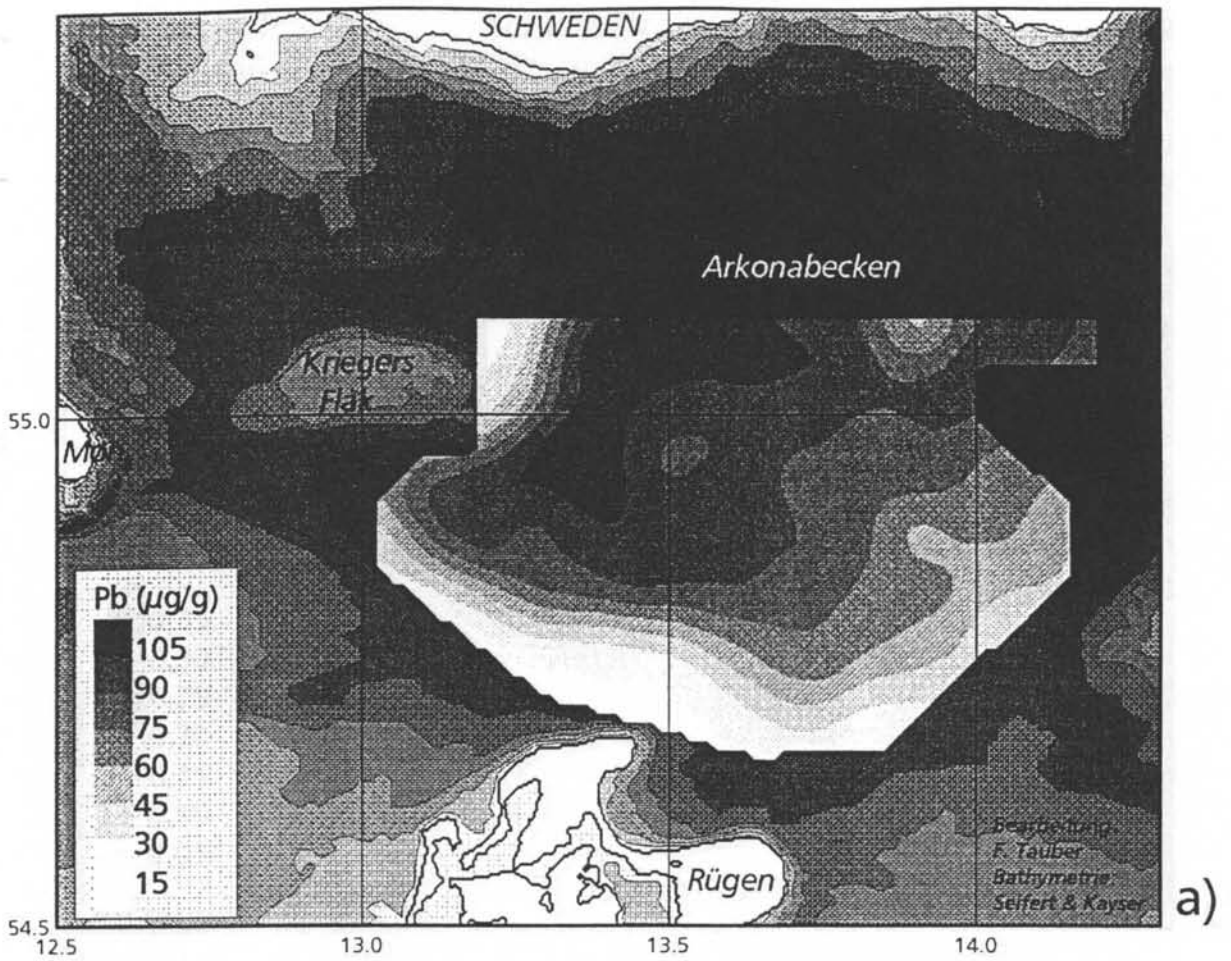 SCHWEDEN
Arkonabecken
Kriegers
Flak
55.0
Møn
Pb (µg/g)
105
90
75
60
45
30
15
Rügen
Bearbeitung:
F. Tauber
Bathymetrie:
Seifert & Kayser
a)
54.5
12.5
13.0
13.5
14.0